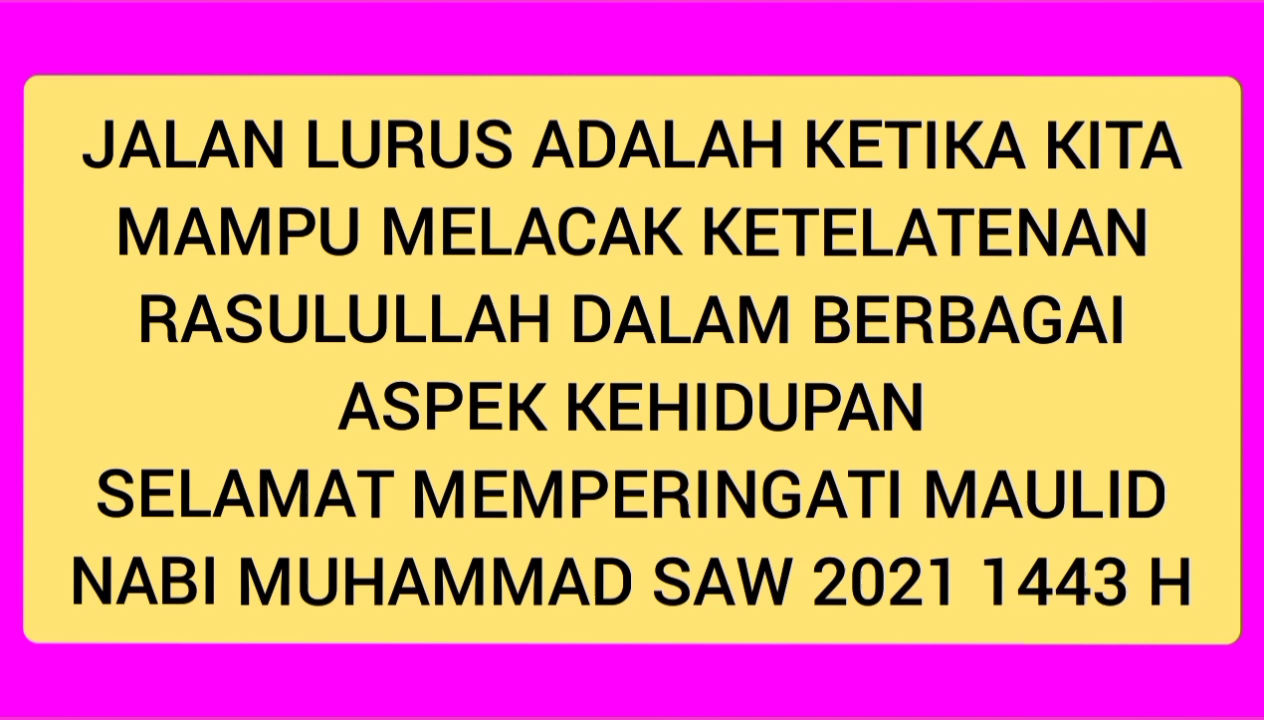 JALAN LURUS ADALAH KETIKA KITA
MAMPU MELACAK KETELATENAN
RASULULLAH DALAM BERBAGAI
ASPEK KEHIDUPAN
SELAMAT MEMPERINGATI MAULID
NABI MUHAMMAD SAW 2021 1443 H